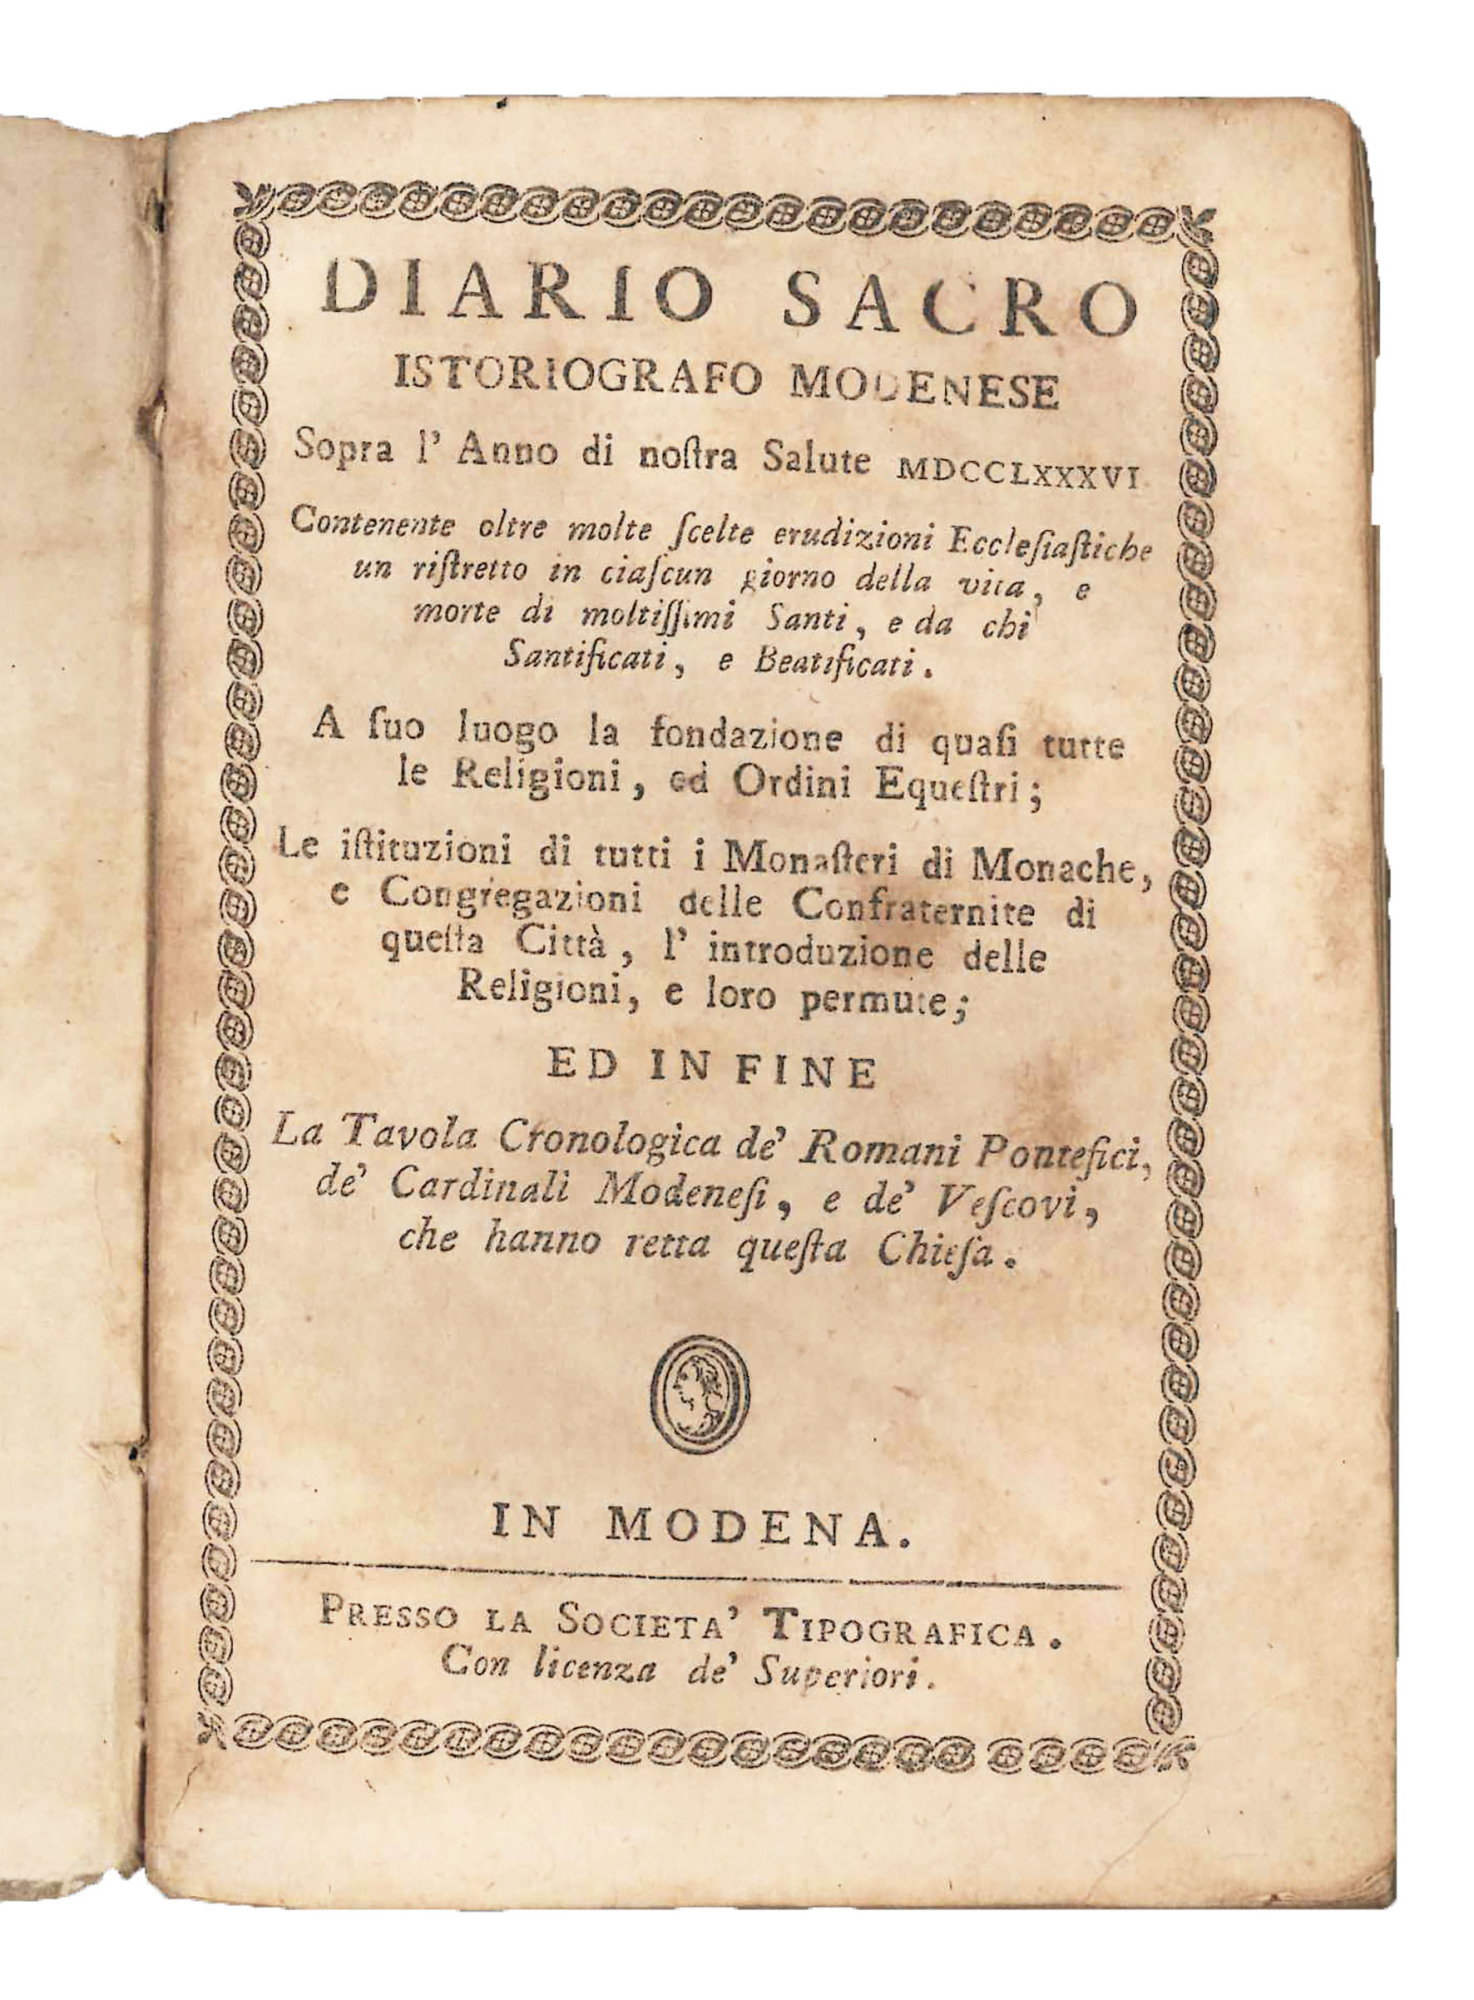 DIARIO SACRO
ISTORIOGRAFO MODENESE
Sopra l' Anno di noſtra Salute MDCCLXXXVI
Contenente oltre molte ſcelte erudizioni Eccleſiaſtiche
un riſtretto in ciaſcun giorno della vita, e
morte di moltiſſimi Santi, e da chi
Santificati, e Beatificati.
A ſuo luogo la fondazione di quaſi tutte
le Religioni, ed Ordini Equeſtri;
Le iſtituzioni di tutti i Monaſteri di Monache,
e Congregazioni delle Confraternite di
queſta Città, l' introduzione delle
Religioni, e loro permute;
ED IN FINE
La Tavola Cronologica de' Romani Pontefici,
de' Cardinali Modeneſi, e de' Veſcovi,
che hanno retta queſta Chieſa.
IN MODENA.
PRESSO LA SOCIETA' TIPOGRAFICA.
Con licenza de' Superiori.